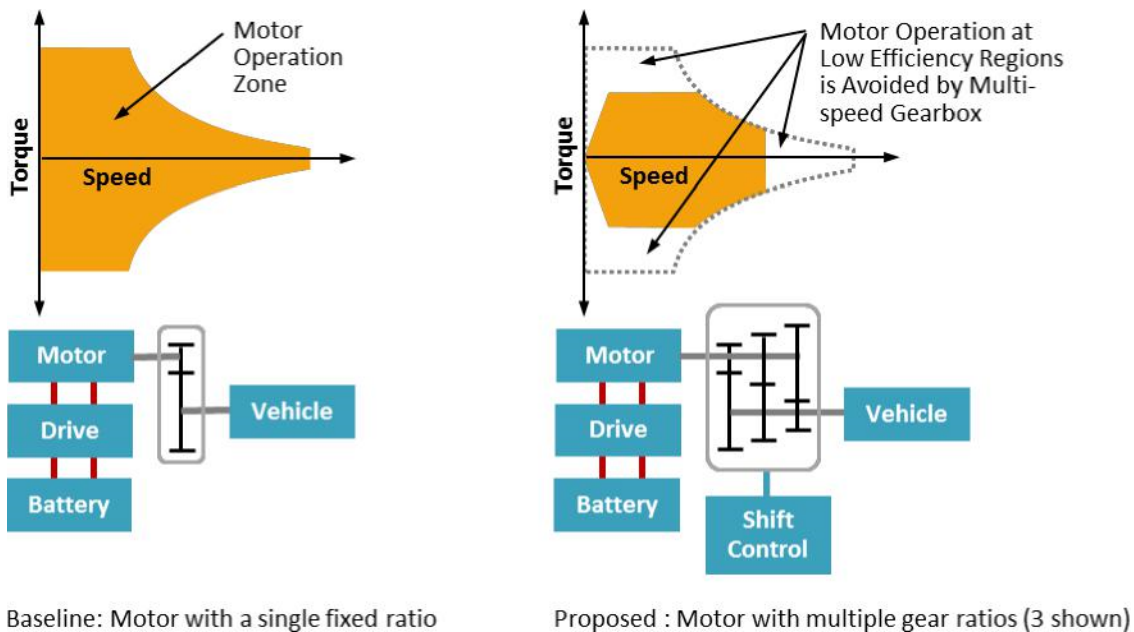 Motor
Operation
Zone
Torque
Speed
Motor
Drive
Battery
Vehicle
Baseline: Motor with a single fixed ratio
Motor Operation at
Low Efficiency Regions
is Avoided by Multi-
speed Gearbox
Torque
Speed
Motor
Drive
Battery
Vehicle
Shift
Control
Proposed : Motor with multiple gear ratios (3 shown)